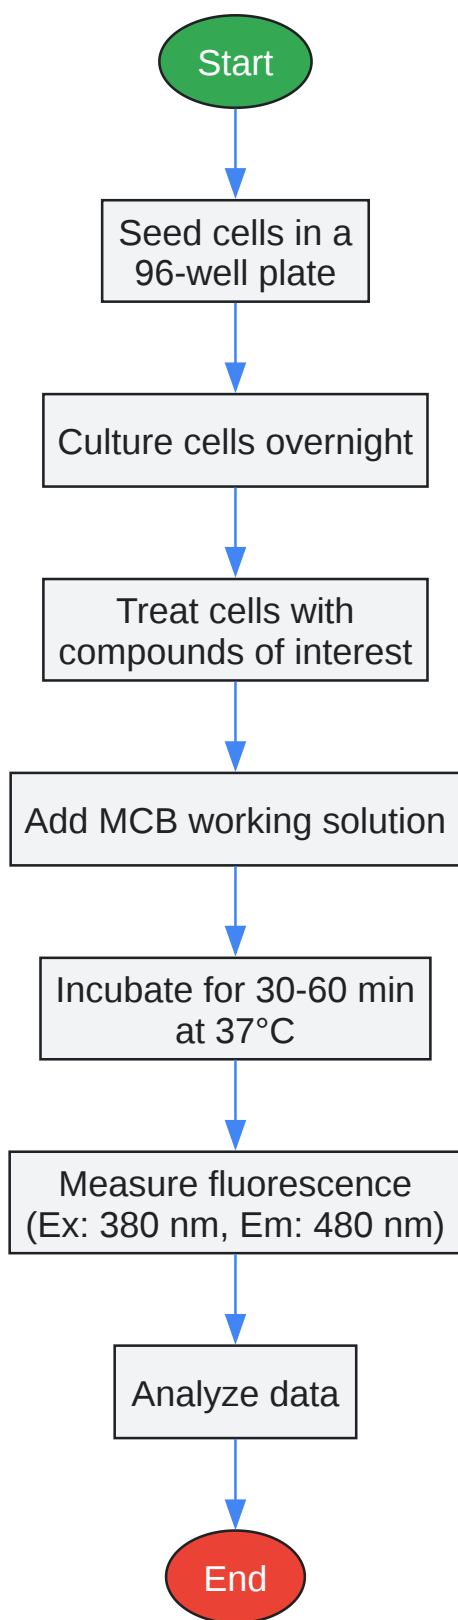 Start
Seed cells in a
96-well plate
Culture cells overnight
Treat cells with
compounds of interest
Add MCB working solution
Incubate for 30-60 min
at 37°C
Measure fluorescence
(Ex: 380 nm, Em: 480 nm)
Analyze data
End